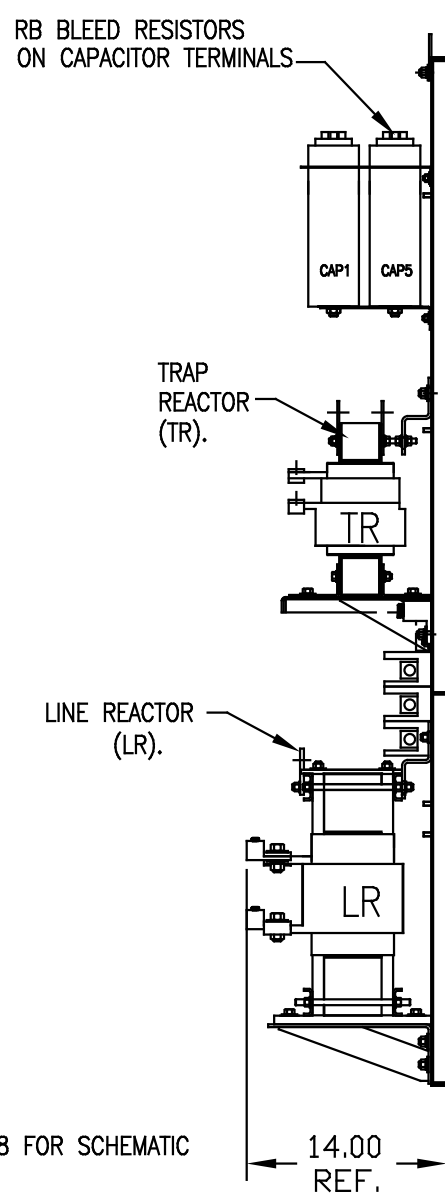 RB BLEED RESISTORS
ON CAPACITOR TERMINALS
CAP1
CAP5
TRAP
REACTOR
(TR).
TR
LINE REACTOR
(LR).
LR
8 FOR SCHEMATIC
14.00
REF.